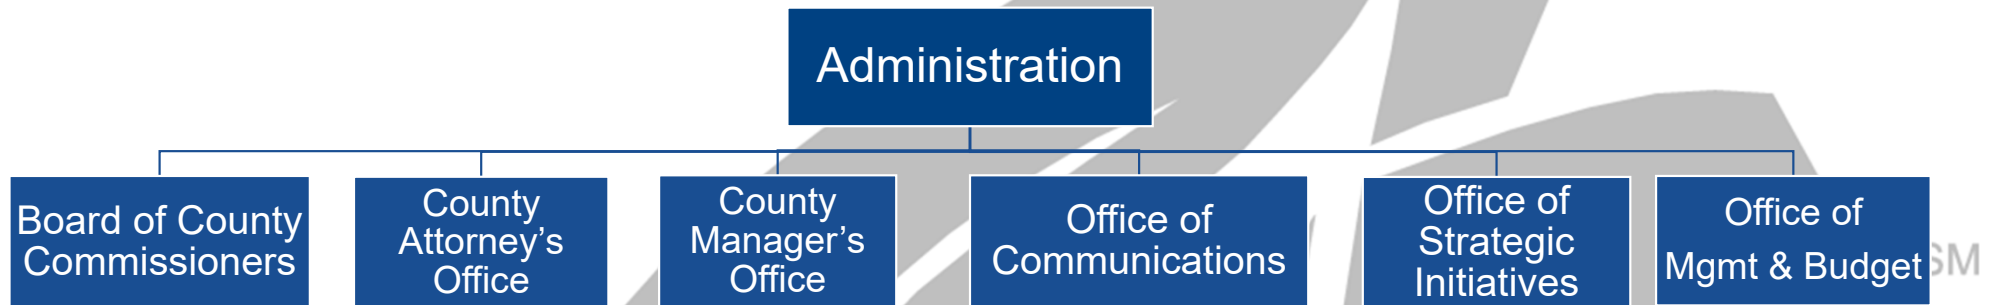 Administration
Board of County
Commissioners
County
Attorney’s
Office
County
Manager’s
Office
Office of
Communications
Office of
Strategic
Initiatives
Office of
Mgmt & Budget
SM